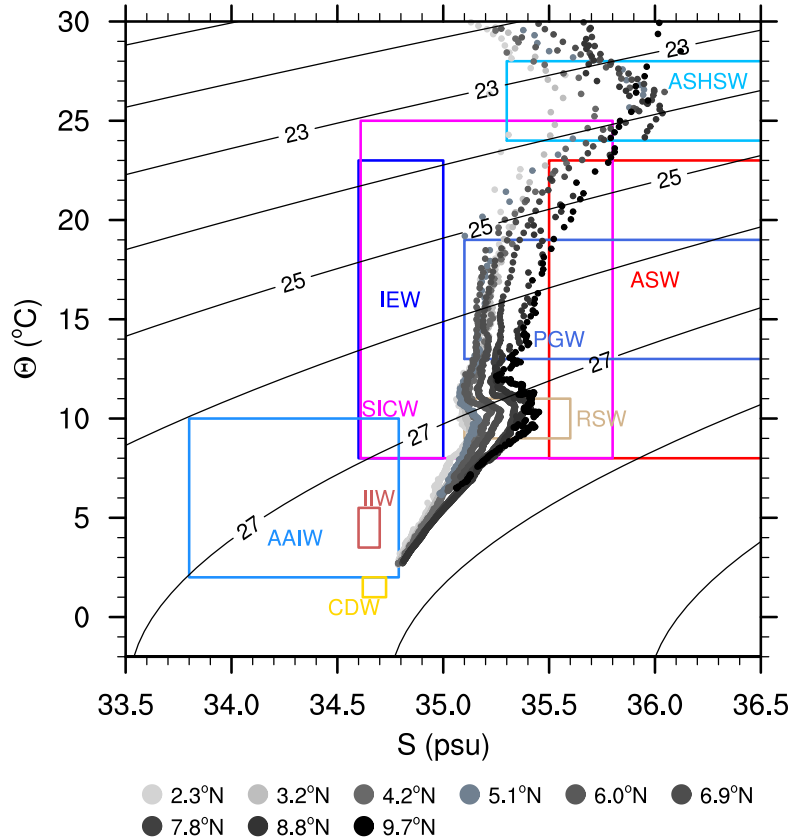 30
25
20
15
10
5
0
Θ (°C)
23
23
23
25
25
27
27
27
ASHSW
IEW
ASW
PGW
SICW
RSW
IIW
AAIW
CDW
33.5 34.0 34.5 35.0 35.5 36.0 36.5
S (psu)
2.3°N 3.2°N 4.2°N 5.1°N 6.0°N 6.9°N
7.8°N 8.8°N 9.7°N